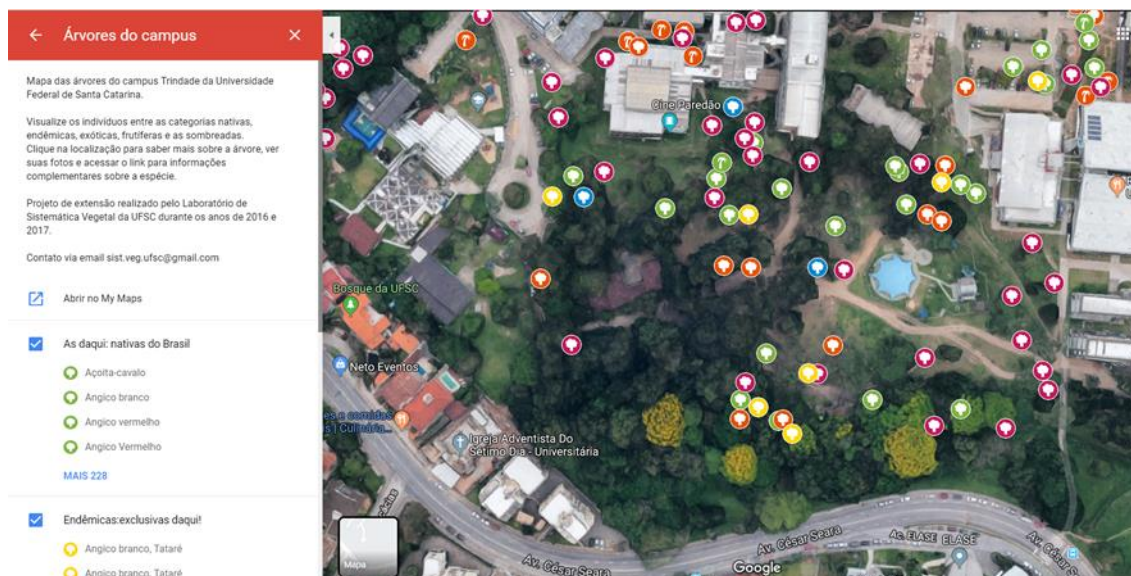 Árvores do campus
Mapa das árvores do campus Trindade da Universidade
Federal de Santa Catarina.
Visualize os indivíduos entre as categorias nativas,
endêmicas, exóticas, frutíferas e as sombreadas.
Clique na localização para saber mais sobre a árvore, ver
suas fotos e acessar o link para informações
complementares sobre a espécie.
Projeto de extensão realizado pelo Laboratório de
Sistemática Vegetal da UFSC durante os anos de 2016 e
2017.
Contato via email sist.veg.ufsc@gmail.com
Abrir no My Maps
As daqui: nativas do Brasil
Açoita-cavalo
Angico branco
Angico vermelho
Angico Vermelho
MAIS 228
Endêmicas:exclusivas daqui!
Angico branco, Tataré
Angico branco, Tataré
Cine Paredão
Bosque da UFSC
Neto Eventos
es e comidas
s | Culinária...
Igreja Adventista Do
Sétimo Dia - Universitária
Mapa
Av. César Seara
Google
Av. César Seara
Ac. ELASE ELASE
Av. César